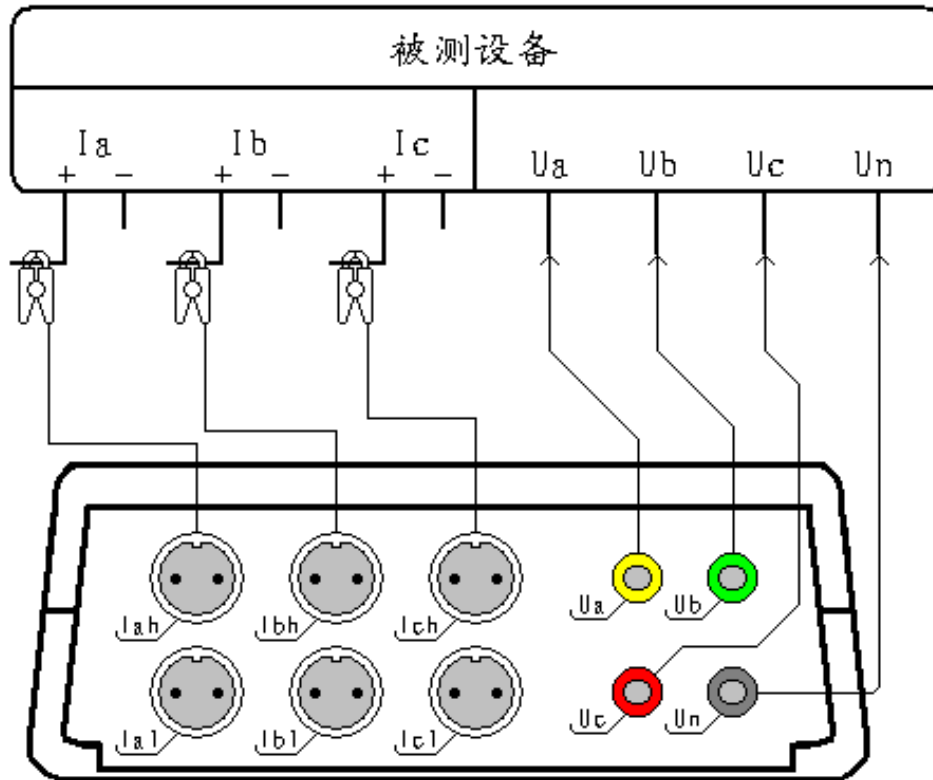 被测设备
Ia Ib Ic
+ − + − + −
Ua Ub Uc Un
Iah Ibh Ich Ua Ub
Ial Ibl Icl Uc Un